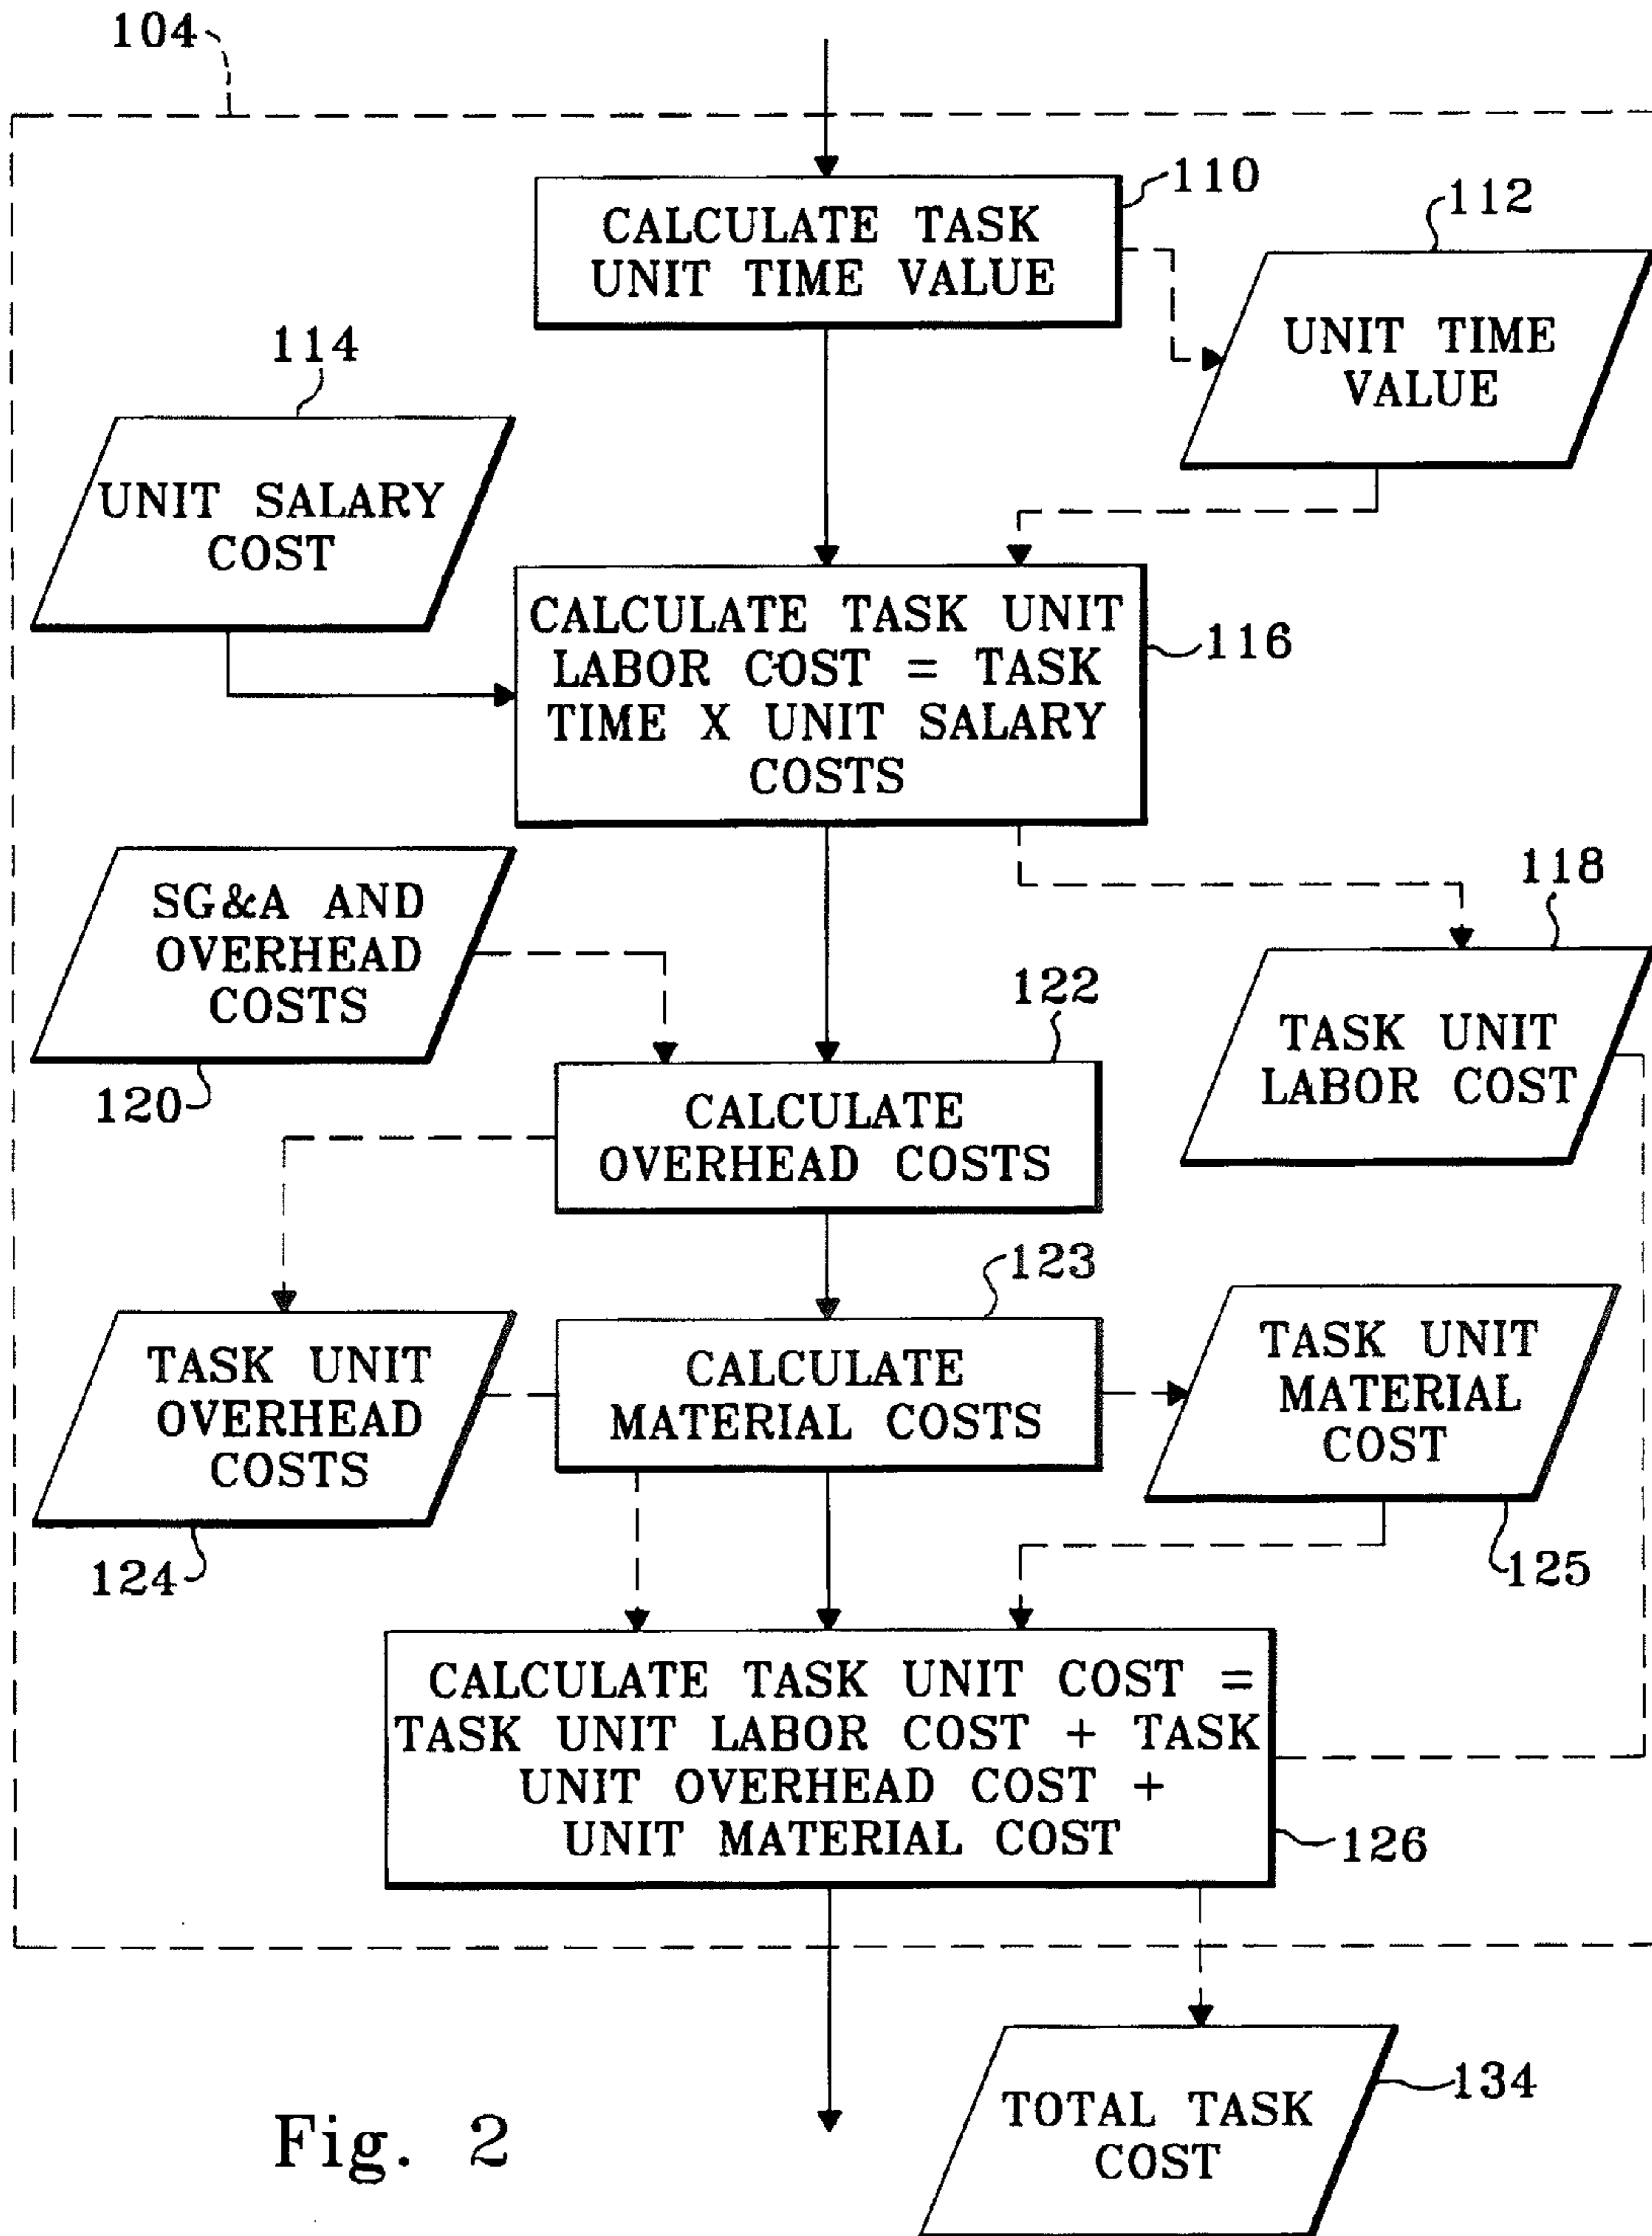 104
CALCULATE TASK
UNIT TIME VALUE
110
112
UNIT TIME
VALUE
114
UNIT SALARY
COST
CALCULATE TASK UNIT
LABOR COST = TASK
TIME X UNIT SALARY
COSTS
116
SG&A AND
OVERHEAD
COSTS
120
118
TASK UNIT
LABOR COST
122
CALCULATE
OVERHEAD COSTS
123
TASK UNIT
OVERHEAD
COSTS
124
CALCULATE
MATERIAL COSTS
TASK UNIT
MATERIAL
COST
125
CALCULATE TASK UNIT COST =
TASK UNIT LABOR COST + TASK
UNIT OVERHEAD COST +
UNIT MATERIAL COST
126
134
TOTAL TASK
COST
Fig. 2